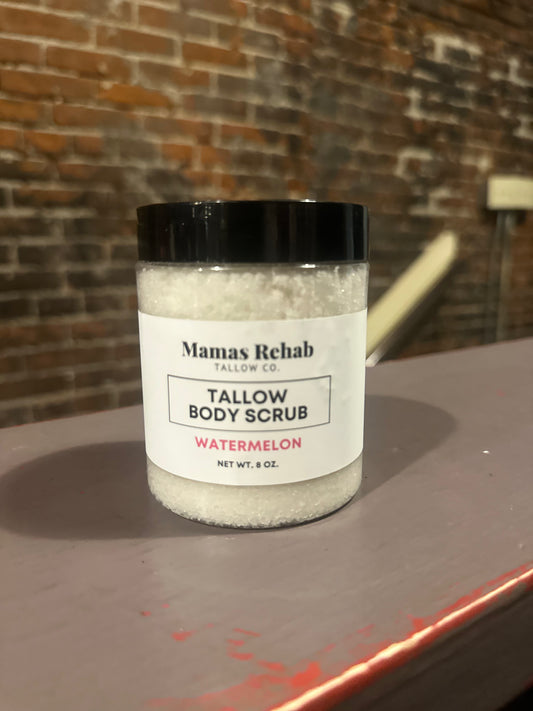 Mamas Rehab
TALLOW CO.
TALLOW
BODY SCRUB
WATERMELON
NET WT. 8 OZ.